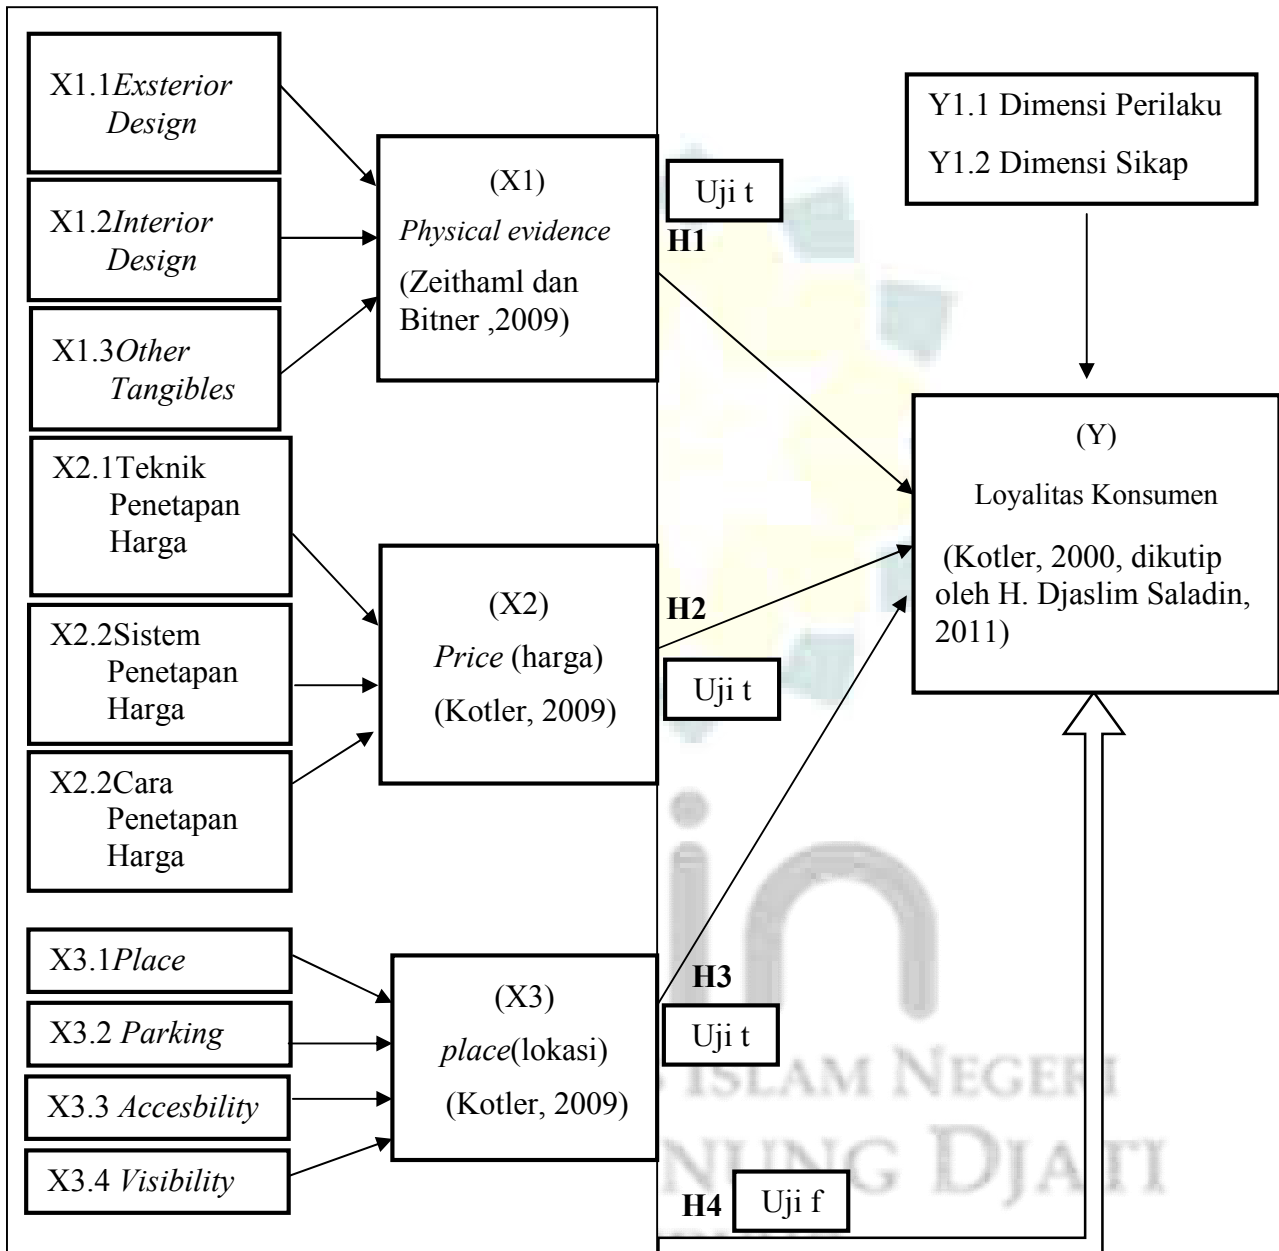 X1.1Exsterior
Design
X1.2Interior
Design
X1.3Other
Tangibles
X2.1Teknik
Penetapan
Harga
X2.2Sistem
Penetapan
Harga
X2.2Cara
Penetapan
Harga
X3.1Place
X3.2 Parking
X3.3 Accesbility
X3.4 Visibility
(X1)
Physical evidence
(Zeithaml dan
Bitner ,2009)
(X2)
Price (harga)
(Kotler, 2009)
(X3)
place(lokasi)
(Kotler, 2009)
Uji t
H1
H2
Uji t
H3
Uji t
H4
Uji f
Y1.1 Dimensi Perilaku
Y1.2 Dimensi Sikap
(Y)
Loyalitas Konsumen
(Kotler, 2000, dikutip
oleh H. Djaslim Saladin,
2011)
in
ISLAM NEGERI
NUNG DJATI